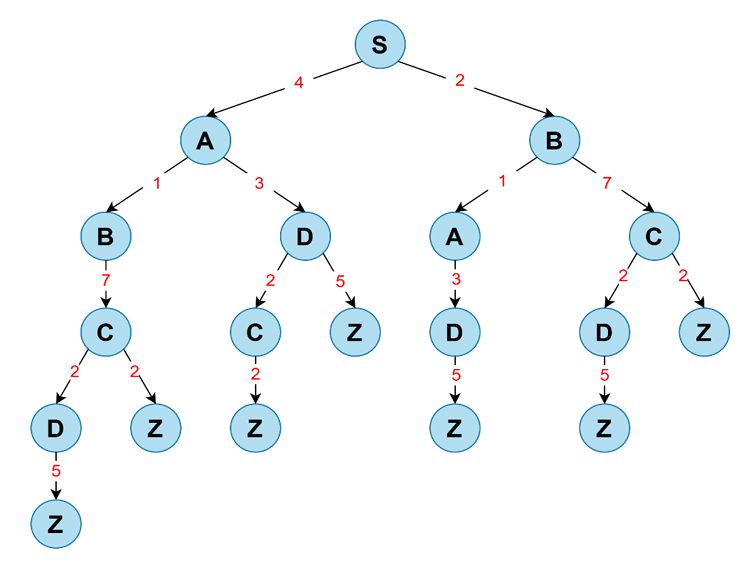 S
4 2
A B
1 3 1 7
B D A C
7 2 5 3 2 2
C C Z D D Z
2 2 2 5 5
D Z Z Z Z
5
Z